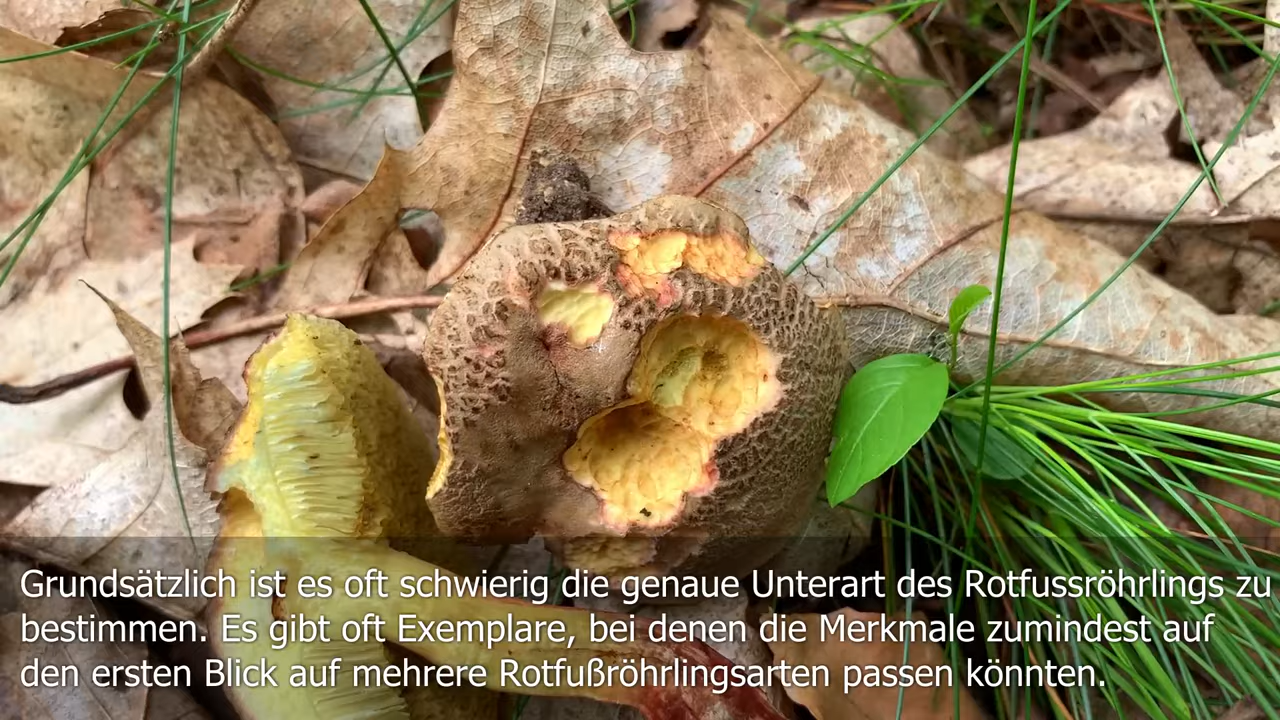 Grundsätzlich ist es oft schwierig die genaue Unterart des Rotfussröhrlings zu
bestimmen. Es gibt oft Exemplare, bei denen die Merkmale zumindest auf
den ersten Blick auf mehrere Rotfußröhrlingsarten passen könnten.